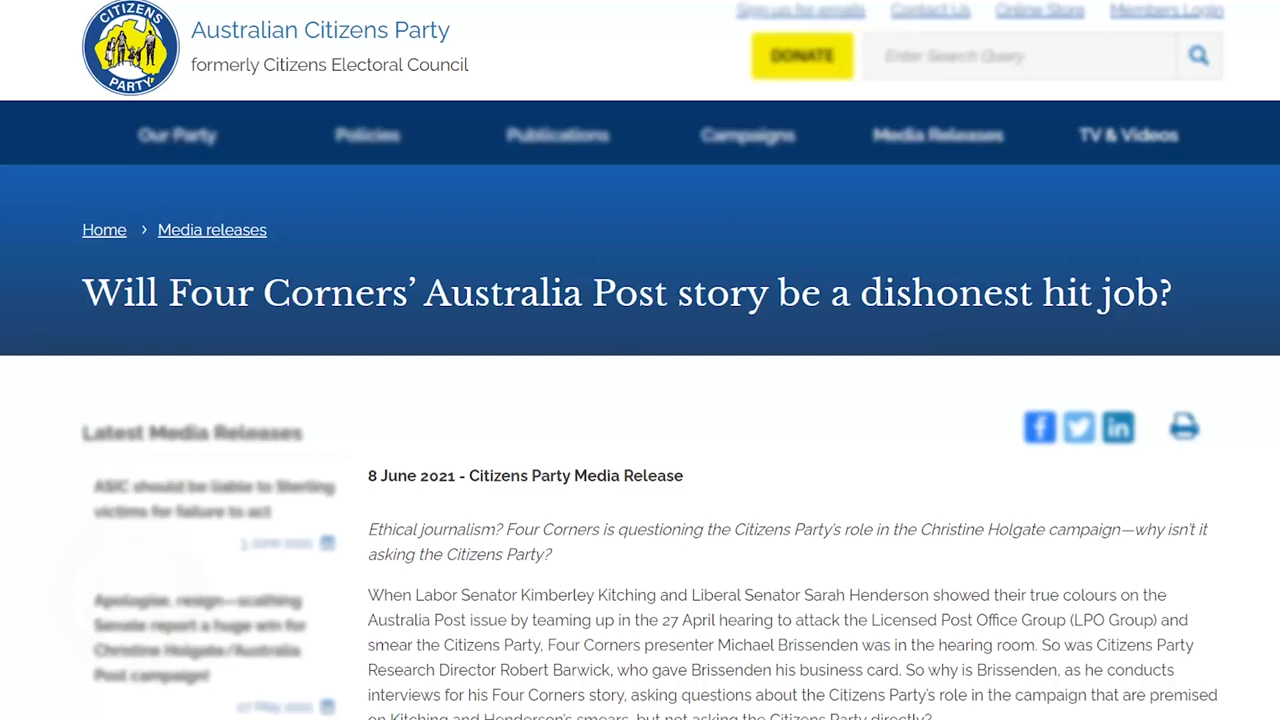 CITIZENS
PARTY
Australian Citizens Party
formerly Citizens Electoral Council
Sign up for emails Contact Us Online Store Members Login
DONATE Enter Search Query
Our Party Policies Publications Campaigns Media Releases TV & Videos
Home › Media releases
Will Four Corners’ Australia Post story be a dishonest hit job?
Latest Media Releases
ASIC should be liable to Sterling
victims for failure to act
Apologise, resign—scathing
Senate report a huge win for
Christine Holgate/Australia
Post campaign!
8 June 2021 - Citizens Party Media Release
Ethical journalism? Four Corners is questioning the Citizens Party’s role in the Christine Holgate campaign—why isn’t it
asking the Citizens Party?
When Labor Senator Kimberley Kitching and Liberal Senator Sarah Henderson showed their true colours on the
Australia Post issue by teaming up in the 27 April hearing to attack the Licensed Post Office Group (LPO Group) and
smear the Citizens Party, Four Corners presenter Michael Brissenden was in the hearing room. So was Citizens Party
Research Director Robert Barwick, who gave Brissenden his business card. So why is Brissenden, as he conducts
interviews for his Four Corners story, asking questions about the Citizens Party’s role in the campaign that are premised
on Kitching and Henderson’s smears, but not asking the Citizens Party directly?